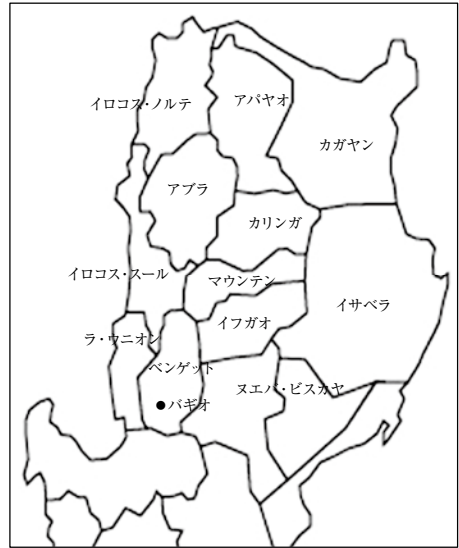 イロコス・ノルテ
アパヤオ
カガヤン
アブラ
カリンガ
イロコス・スール
マウンテン
イサベラ
イフガオ
ラ・ウニオン
ベンゲット
ヌエバ・ビスカヤ
●バギオ